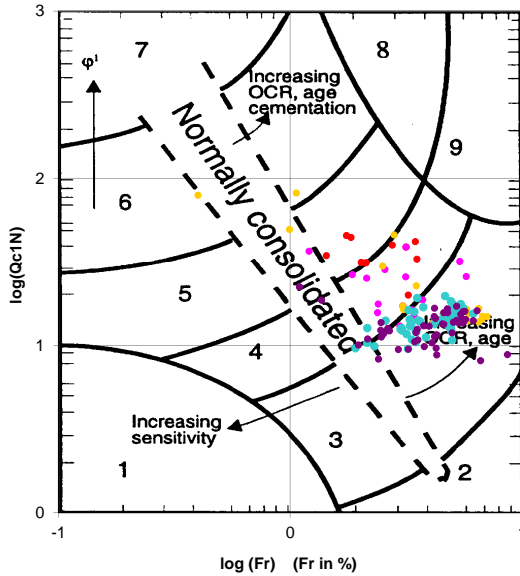 3
7
8
φ¹
Increasing
OCR, age
cementation
9
2
6
Normally consolidated
log(Qc1N)
5
Increasing
OCR, age
1
4
Increasing
sensitivity
3
1
2
0
-1
0
log (Fr) (Fr in %)